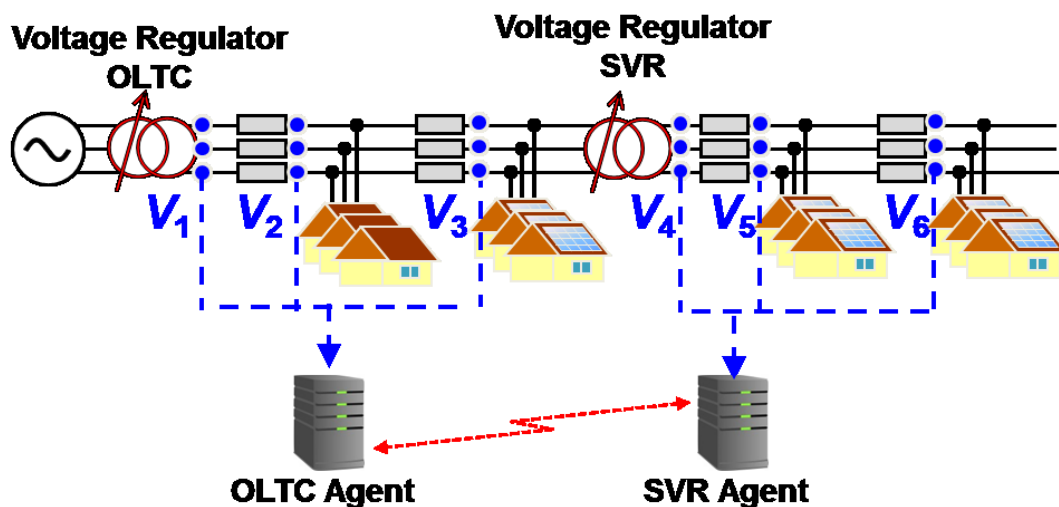 Voltage Regulator
OLTC
Voltage Regulator
SVR
V1
V2
V3
V4
V5
V6
OLTC Agent
SVR Agent